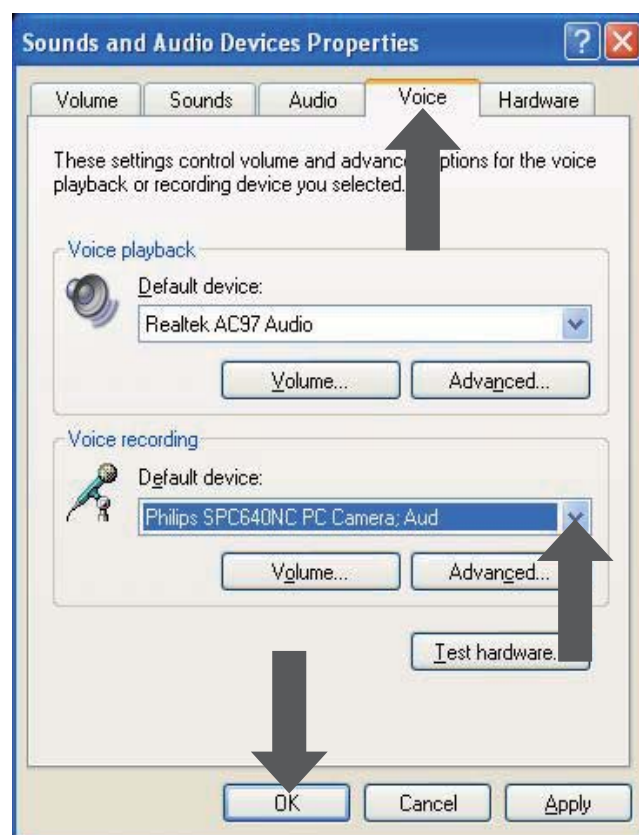 Sounds and Audio Devices Properties
?
Volume Sounds Audio Voice Hardware
These settings control volume and options for the voice
playback or recording device you selected.
Voice playback
Default device:
Realtek AC97 Audio
Volume... Advanced...
Voice recording
Default device:
Philips SPC640NC PC Camera; Aud
Volume... Advanced...
Test hardware.
OK Cancel Apply